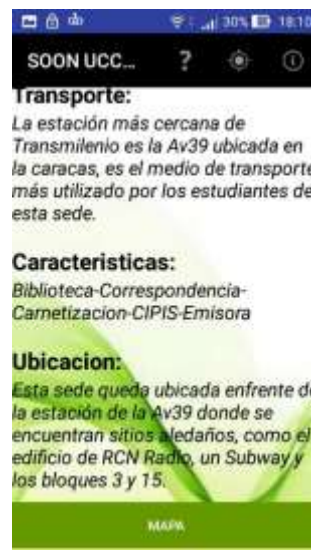 30% 18:10
SOON UCC... ?
Transporte:
La estación más cercana de
Transmilenio es la Av39 ubicada en
la caracas, es el medio de transporte
más utilizado por los estudiantes de
esta sede.
Caracteristicas:
Biblioteca-Correspondencia-
Carnetizacion-CIPIS-Emisora
Ubicacion:
Esta sede queda ubicada enfrente de
la estación de la Av39 donde se
encuentran sitios aledaños, como el
edificio de RCN Radio, un Subway y
los bloques 3 y 15.
MAPA